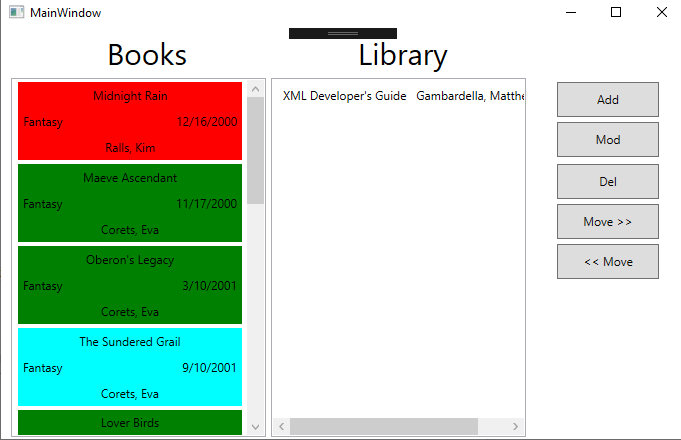 MainWindow
Books
Library
Midnight Rain
Fantasy 12/16/2000
Ralls, Kim
Maeve Ascendant
Fantasy 11/17/2000
Corets, Eva
Oberon's Legacy
Fantasy 3/10/2001
Corets, Eva
The Sundered Grail
Fantasy 9/10/2001
Corets, Eva
Lover Birds
XML Developer's Guide Gambardella, Matthe
Add
Mod
Del
Move >>
<< Move